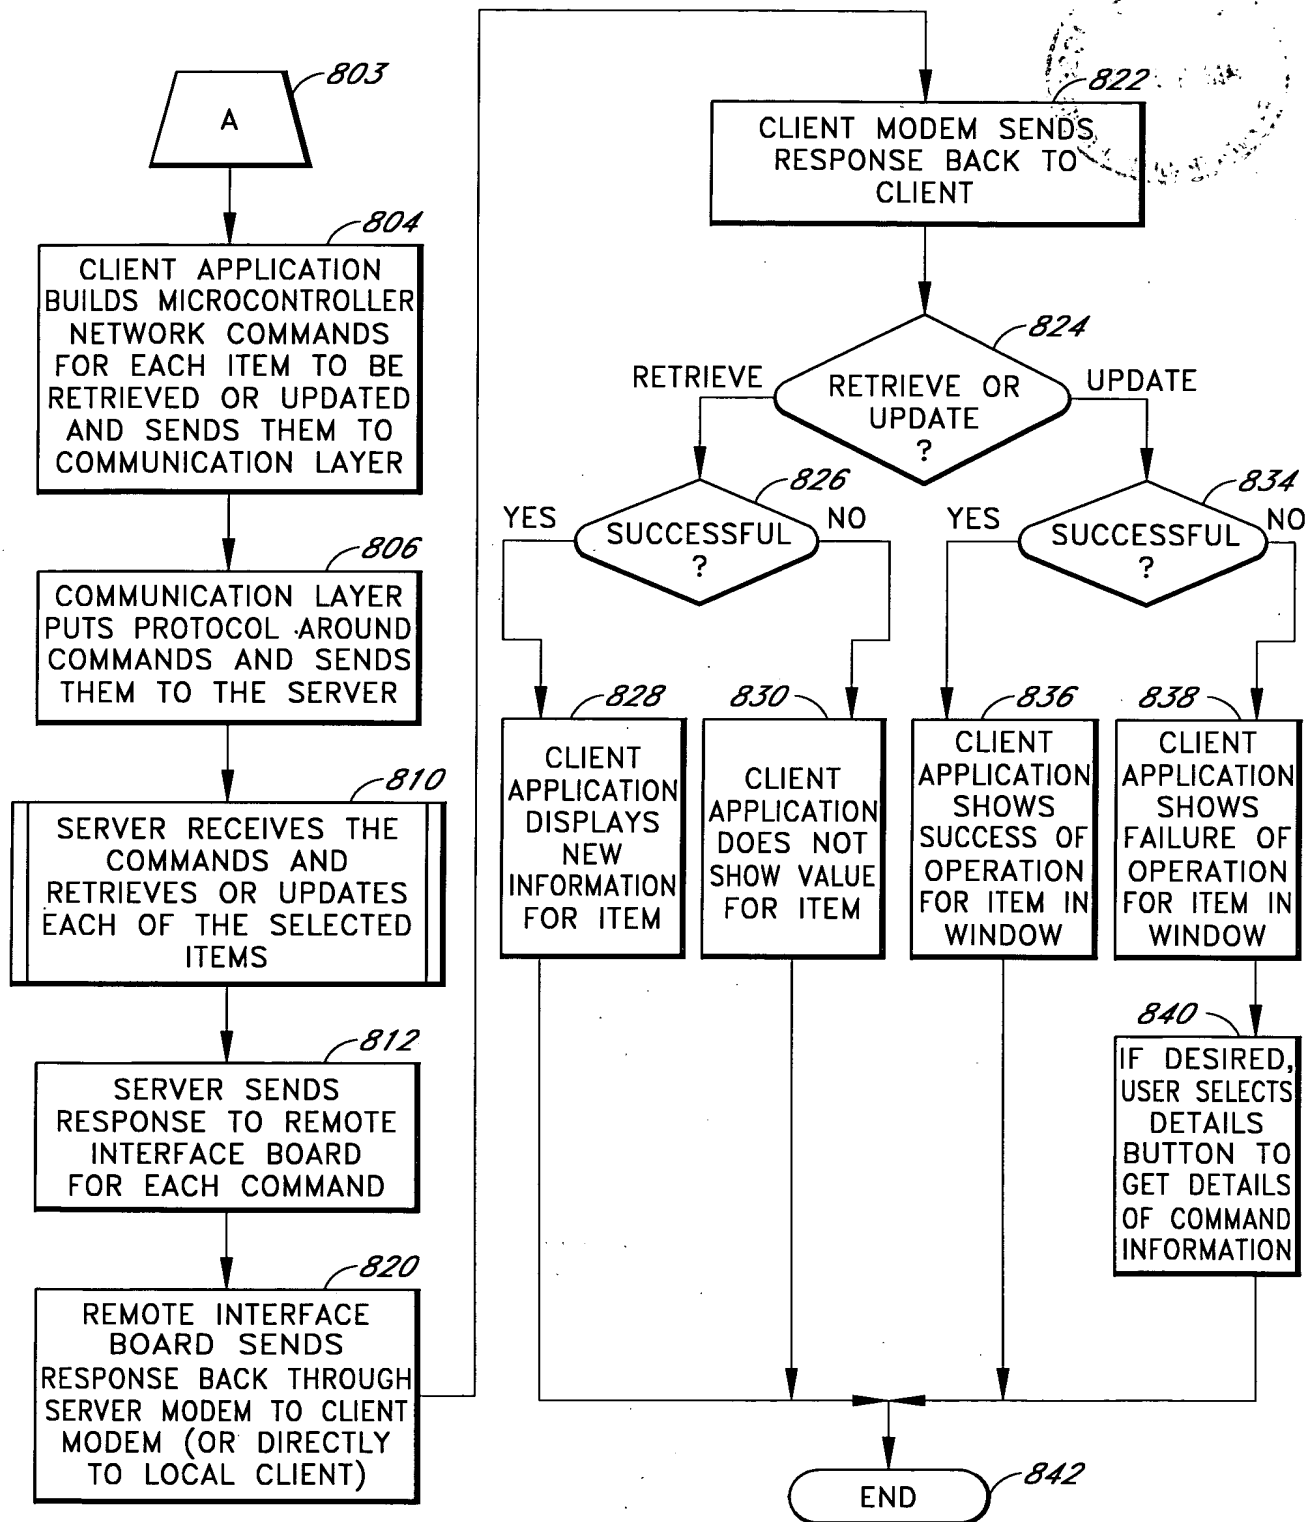 803
A
804
CLIENT APPLICATION
BUILDS MICROCONTROLLER
NETWORK COMMANDS
FOR EACH ITEM TO BE
RETRIEVED OR UPDATED
AND SENDS THEM TO
COMMUNICATION LAYER
806
COMMUNICATION LAYER
PUTS PROTOCOL AROUND
COMMANDS AND SENDS
THEM TO THE SERVER
810
SERVER RECEIVES THE
COMMANDS AND
RETRIEVES OR UPDATES
EACH OF THE SELECTED
ITEMS
812
SERVER SENDS
RESPONSE TO REMOTE
INTERFACE BOARD
FOR EACH COMMAND
820
REMOTE INTERFACE
BOARD SENDS
RESPONSE BACK THROUGH
SERVER MODEM TO CLIENT
MODEM (OR DIRECTLY
TO LOCAL CLIENT)
822
CLIENT MODEM SENDS
RESPONSE BACK TO
CLIENT
824
RETRIEVE
RETRIEVE OR
UPDATE
?
UPDATE
826
YES
SUCCESSFUL
?
NO
834
YES
SUCCESSFUL
?
NO
828
CLIENT
APPLICATION
DISPLAYS
NEW
INFORMATION
FOR ITEM
830
CLIENT
APPLICATION
DOES NOT
SHOW VALUE
FOR ITEM
836
CLIENT
APPLICATION
SHOWS
SUCCESS OF
OPERATION
FOR ITEM IN
WINDOW
838
CLIENT
APPLICATION
SHOWS
FAILURE OF
OPERATION
FOR ITEM IN
WINDOW
840
IF DESIRED,
USER SELECTS
DETAILS
BUTTON TO
GET DETAILS
OF COMMAND
INFORMATION
END
842